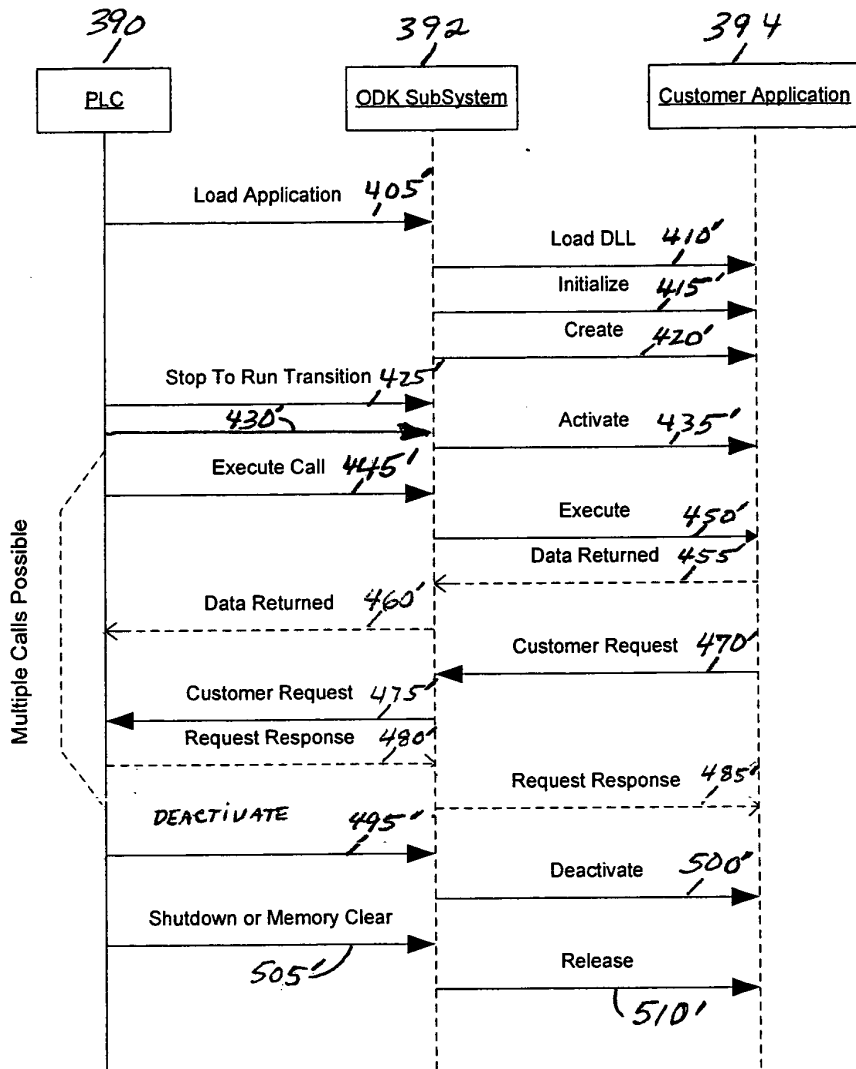 390 392 394
PLC ODK SubSystem Customer Application
Load Application 405'
Load DLL 410'
Initialize 415'
Create 420'
Stop To Run Transition 425'
430'
Activate 435'
Execute Call 445'
Execute 450'
Data Returned 455'
Data Returned 460'
Customer Request 470'
Customer Request 475'
Request Response 480'
Request Response 485'
Multiple Calls Possible
DEACTIVATE 495'
Deactivate 500'
Shutdown or Memory Clear
505'
Release
510'